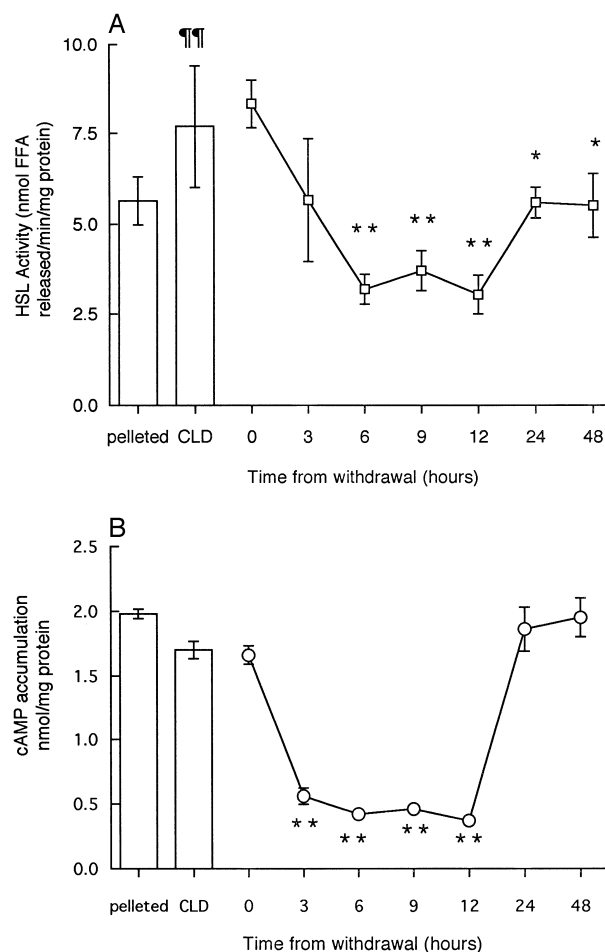 A
¶¶
10.0
7.5
5.0
2.5
0.0
HSL Activity (nmol FFA
released/min/mg protein)
** ** ** * *
pelleted CLD 0 3 6 9 12 24 48
Time from withdrawal (hours)
B
2.5
2.0
1.5
1.0
0.5
0.0
cAMP accumulation
nmol/mg protein
** ** ** **
pelleted CLD 0 3 6 9 12 24 48
Time from withdrawal (hours)